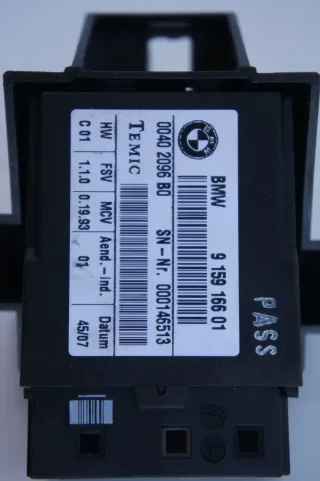 BMW 9 159 166 01
0040 2096 B0 SN-Nr. 000146513
TEMIC
HW FSV MCV Aend.-ind. Datum
C 01 1.1.0 0.19.93 01 45/07
PASS